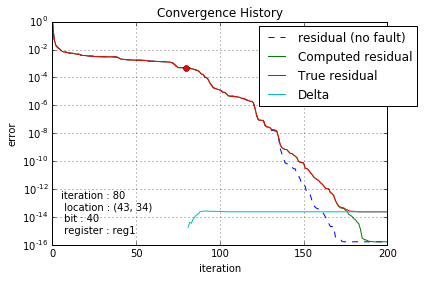 Convergence History
10^0
10^-2
10^-4
10^-6
10^-8
10^-10
10^-12
10^-14
10^-16
error
residual (no fault)
Computed residual
True residual
Delta
iteration : 80
location : (43, 34)
bit : 40
register : reg1
0 50 100 150 200
iteration